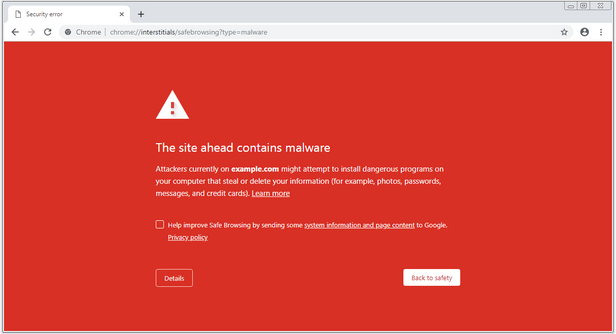 Security error
Chrome | chrome://interstitials/safebrowsing?type=malware
The site ahead contains malware
Attackers currently on example.com might attempt to install dangerous programs on
your computer that steal or delete your information (for example, photos, passwords,
messages, and credit cards). Learn more
Help improve Safe Browsing by sending some system information and page content to Google.
Privacy policy
Details
Back to safety